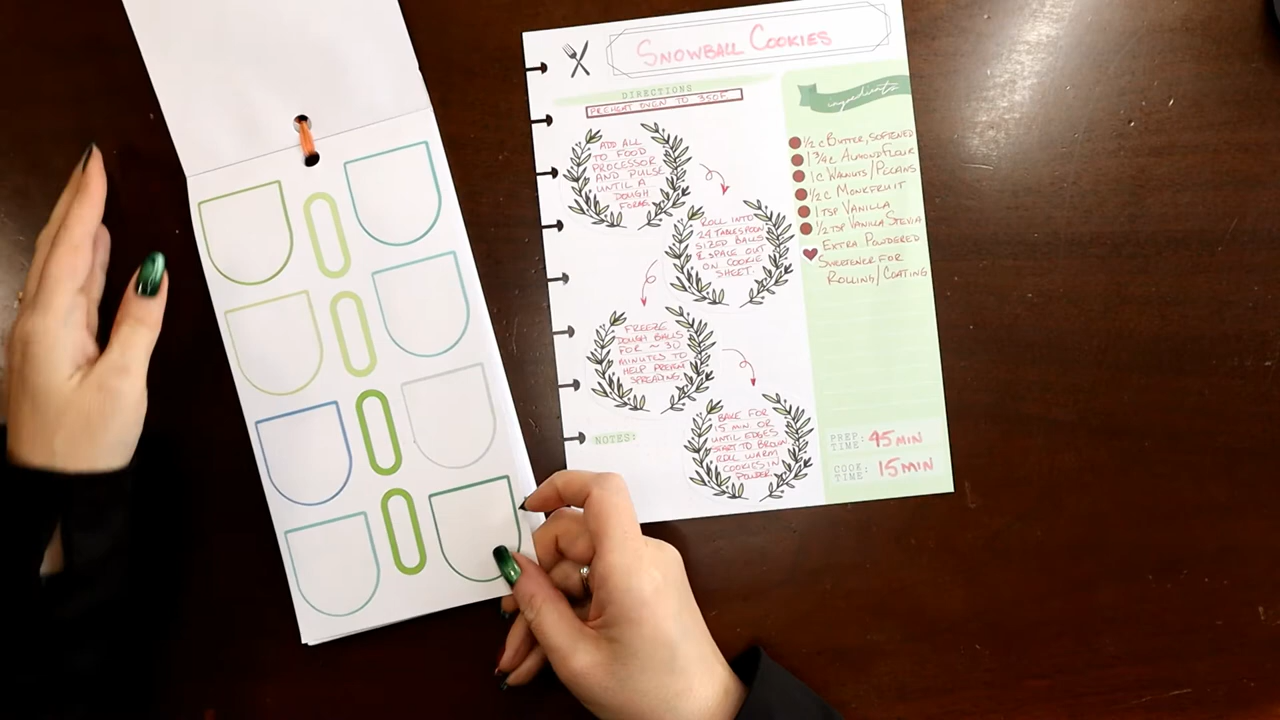 SNOWBALL COOKIES
DIRECTIONS
PREHEAT OVEN TO 350F.
ADD ALL
TO FOOD
PROCESSOR
AND PULSE
UNTIL A
DOUGH
FORMS.
ROLL INTO
24 TABLESPOON
SIZED BALLS
& SPACE OUT
ON COOKIE
SHEET.
FREEZE
DOUGH BALLS
FOR ~ 30
MINUTES TO
HELP PREVENT
SPREADING.
BAKE FOR
15 MIN. OR
UNTIL EDGES
START TO BROWN.
ROLL WARM
COOKIES IN
POWDER.
NOTES:
ingredients
1/2 C BUTTER, SOFTENED
1 3/4 C ALMOND FLOUR
1 C WALNUTS/PECANS
1/2 C MONKFRUIT
1 TSP VANILLA
1/2 TSP VANILLA STEVIA
EXTRA POWDERED
SWEETENER FOR
ROLLING/COATING
PREP TIME: 45 MIN
COOK TIME: 15 MIN